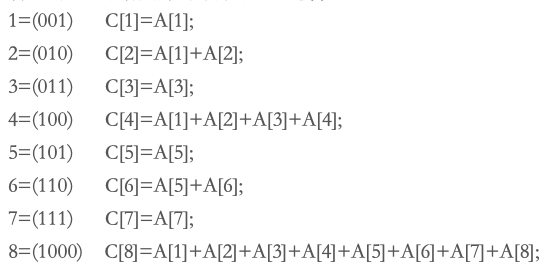 1=(001) C[1]=A[1];
2=(010) C[2]=A[1]+A[2];
3=(011) C[3]=A[3];
4=(100) C[4]=A[1]+A[2]+A[3]+A[4];
5=(101) C[5]=A[5];
6=(110) C[6]=A[5]+A[6];
7=(111) C[7]=A[7];
8=(1000) C[8]=A[1]+A[2]+A[3]+A[4]+A[5]+A[6]+A[7]+A[8];